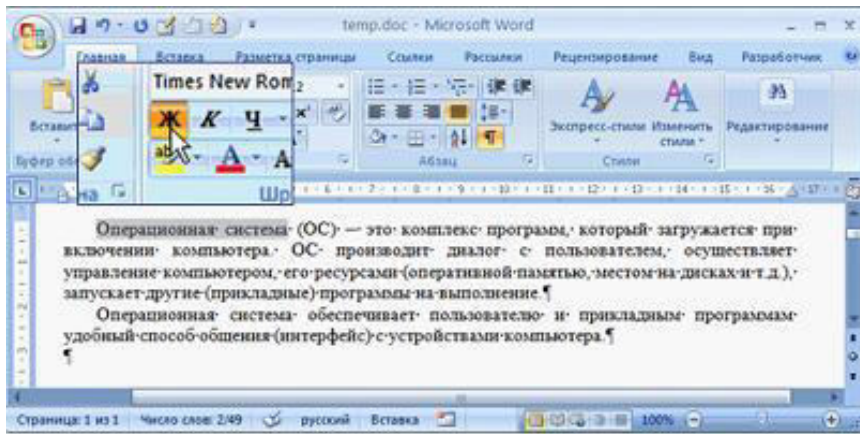 temp.doc - Microsoft Word
Главная Вставка Разметка страницы Ссылки Рассылки Рецензирование Вид Разработчик
Times New Rom
Ж К Ч
Экспресс-стили Изменить стили Редактирование
Абзац Стили
Операционная система (ОС) — это комплекс программ, который загружается при
включении компьютера. ОС производит диалог с пользователем, осуществляет
управление компьютером, его ресурсами (оперативной памятью, местом на дисках и т.д.),
запускает другие (прикладные) программы на выполнение.¶
Операционная система обеспечивает пользователю и прикладным программам
удобный способ общения (интерфейс) с устройствами компьютера.¶
¶
Страница: 1 из 1 Число слов: 2/49 русский Вставка 100%